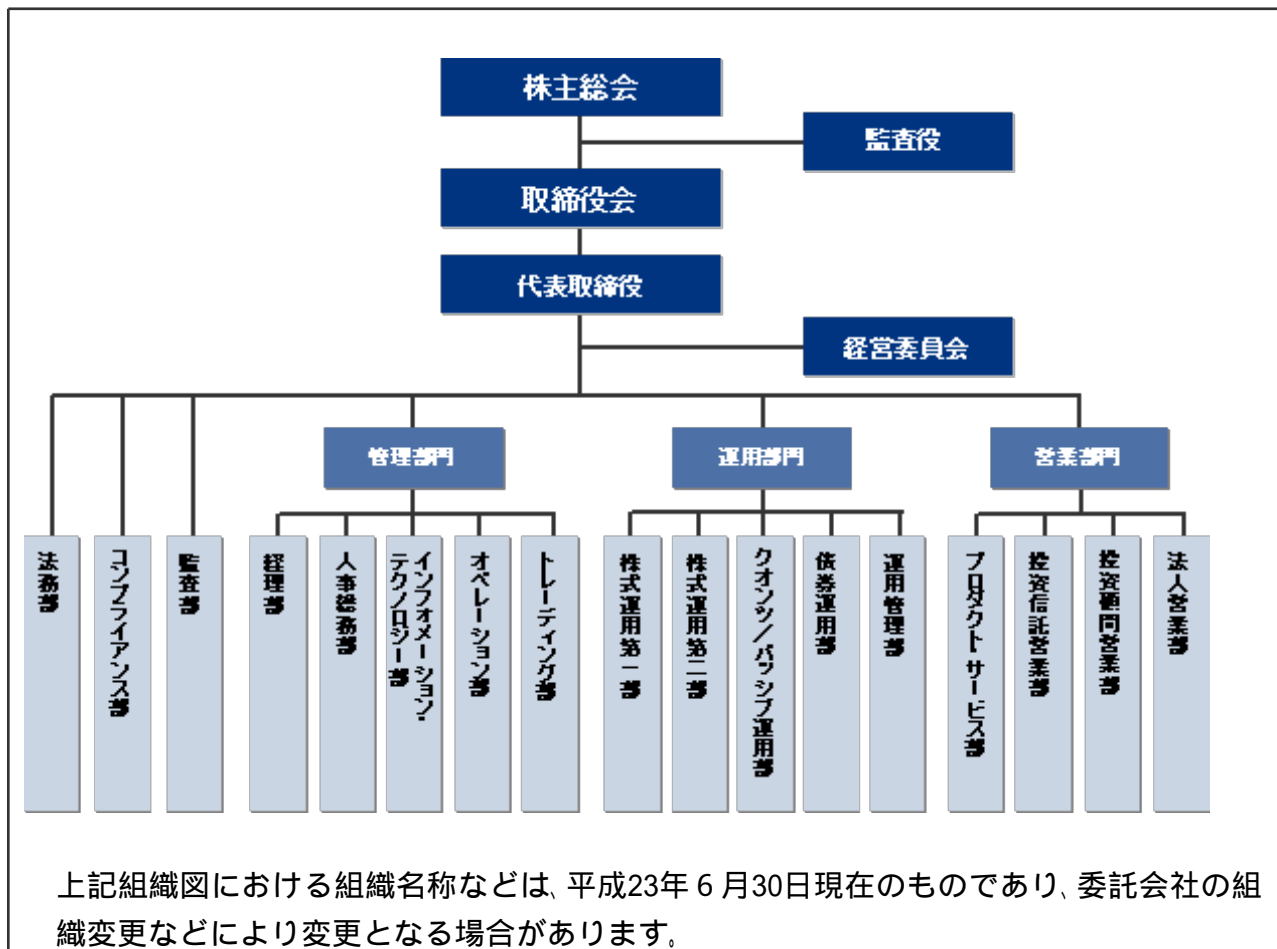 株主総会
監査役
取締役会
代表取締役
経営委員会
管理部門
運用部門
営業部門
法務部
コンプライアンス部
監査部
経理部
人事総務部
インフォメーション・
テクノロジー部
オペレーション部
トレーディング部
株式運用第一部
株式運用第二部
クオンツ/パッシブ運用部
債券運用部
運用管理部
プロダクト・サービス部
投資信託営業部
投資顧問営業部
法人営業部
上記組織図における組織名称などは、平成23年6月30日現在のものであり、委託会社の組
織変更などにより変更となる場合があります。